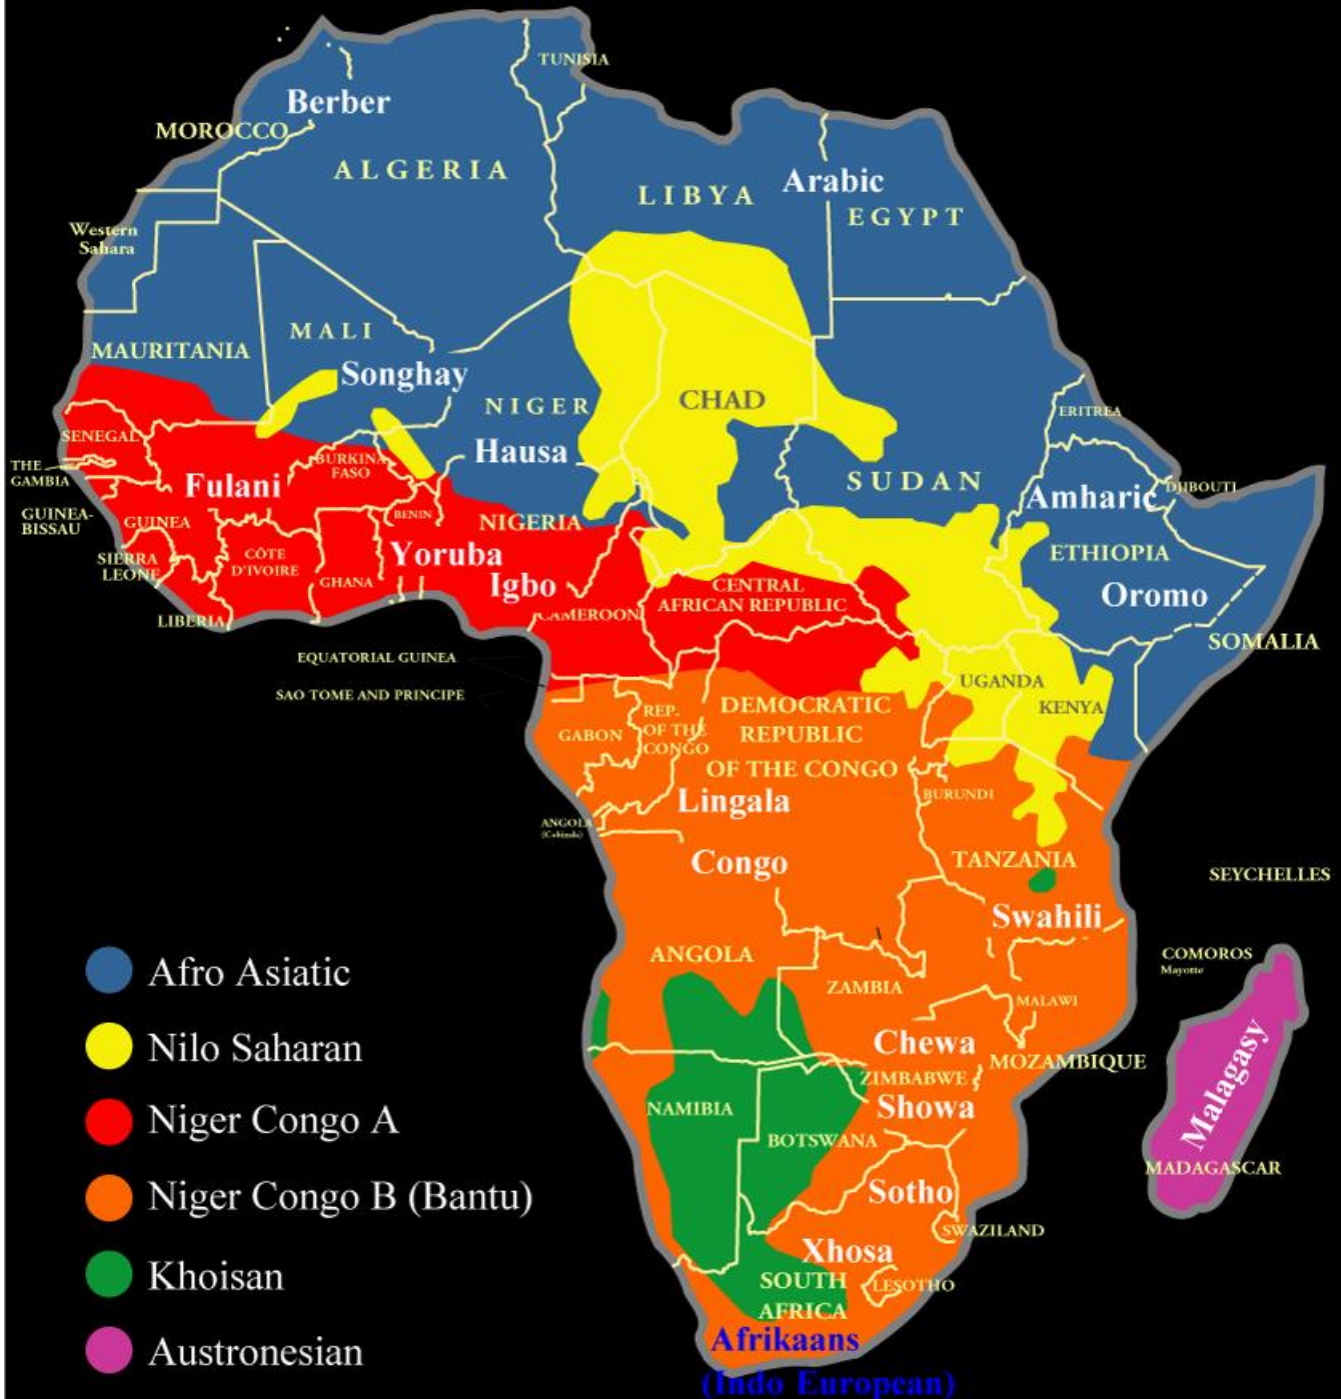 TUNISIA
Berber
MOROCCO
ALGERIA
LIBYA
Arabic
EGYPT
Western
Sahara
MALI
MAURITANIA
Songhay
NIGER
CHAD
ERITREA
SENEGAL
Hausa
BURKINA
FASO
THE
GAMBIA
Fulani
SUDAN
Amharic
DJIBOUTI
GUINEA-
BISSAU
GUINEA
BENIN
NIGERIA
ETHIOPIA
SIERRA
LEONE
CÔTE
D'IVOIRE
GHANA
Yoruba
Igbo
CENTRAL
AFRICAN REPUBLIC
Oromo
LIBERIA
CAMEROON
SOMALIA
EQUATORIAL GUINEA
SAO TOME AND PRINCIPE
UGANDA
KENYA
GABON
REP-
OF THE
CONGO
DEMOCRATIC
REPUBLIC
OF THE CONGO
BURUNDI
Lingala
ANGOLA
(Cabinda)
Congo
TANZANIA
SEYCHELLES
Swahili
ANGOLA
COMOROS
Mayotte
ZAMBIA
MALAWI
Chewa
MOZAMBIQUE
ZIMBABWE
Showa
NAMIBIA
BOTSWANA
Malagasy
MADAGASCAR
Sotho
SWAZILAND
Xhosa
SOUTH
AFRICA
LESOTHO
Afrikaans
(Indo European)
Afro Asiatic
Nilo Saharan
Niger Congo A
Niger Congo B (Bantu)
Khoisan
Austronesian